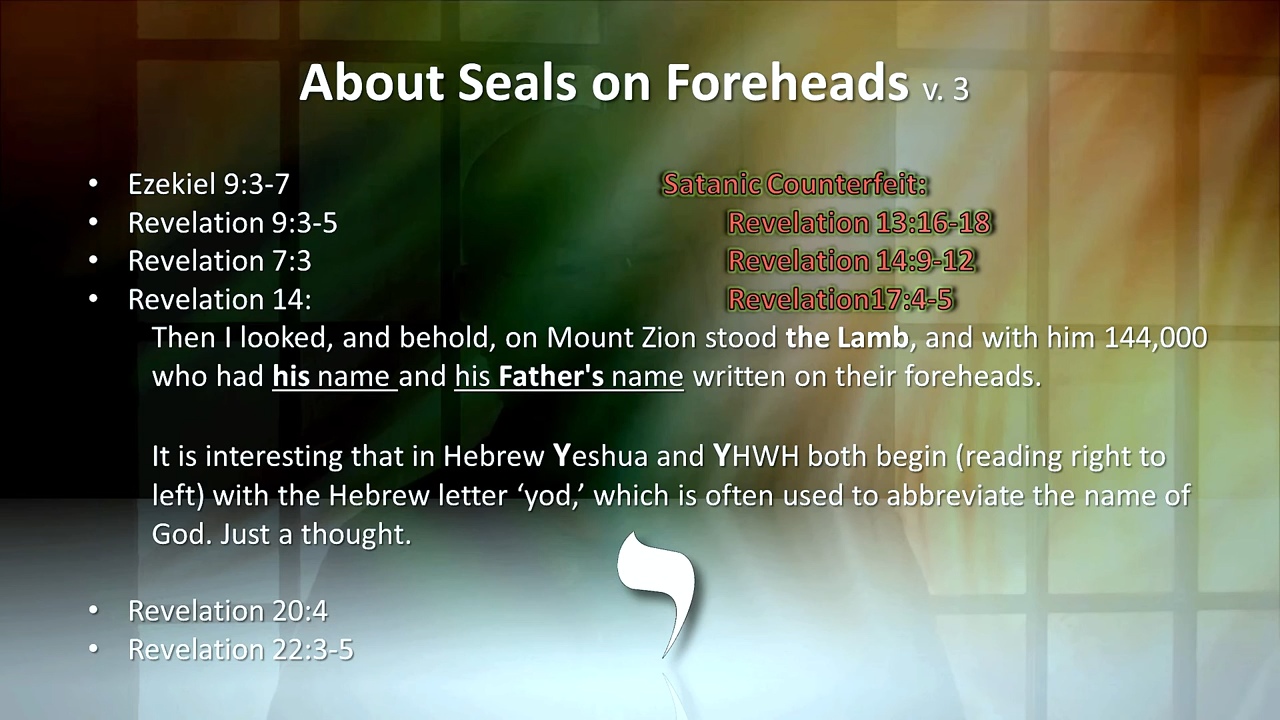 About Seals on Foreheads v. 3
• Ezekiel 9:3-7
• Revelation 9:3-5
• Revelation 7:3
• Revelation 14:
Satanic Counterfeit:
Revelation 13:16-18
Revelation 14:9-12
Revelation17:4-5
Then I looked, and behold, on Mount Zion stood the Lamb, and with him 144,000
who had his name and his Father's name written on their foreheads.
It is interesting that in Hebrew Yeshua and YHWH both begin (reading right to
left) with the Hebrew letter ‘yod,’ which is often used to abbreviate the name of
God. Just a thought.
י
• Revelation 20:4
• Revelation 22:3-5